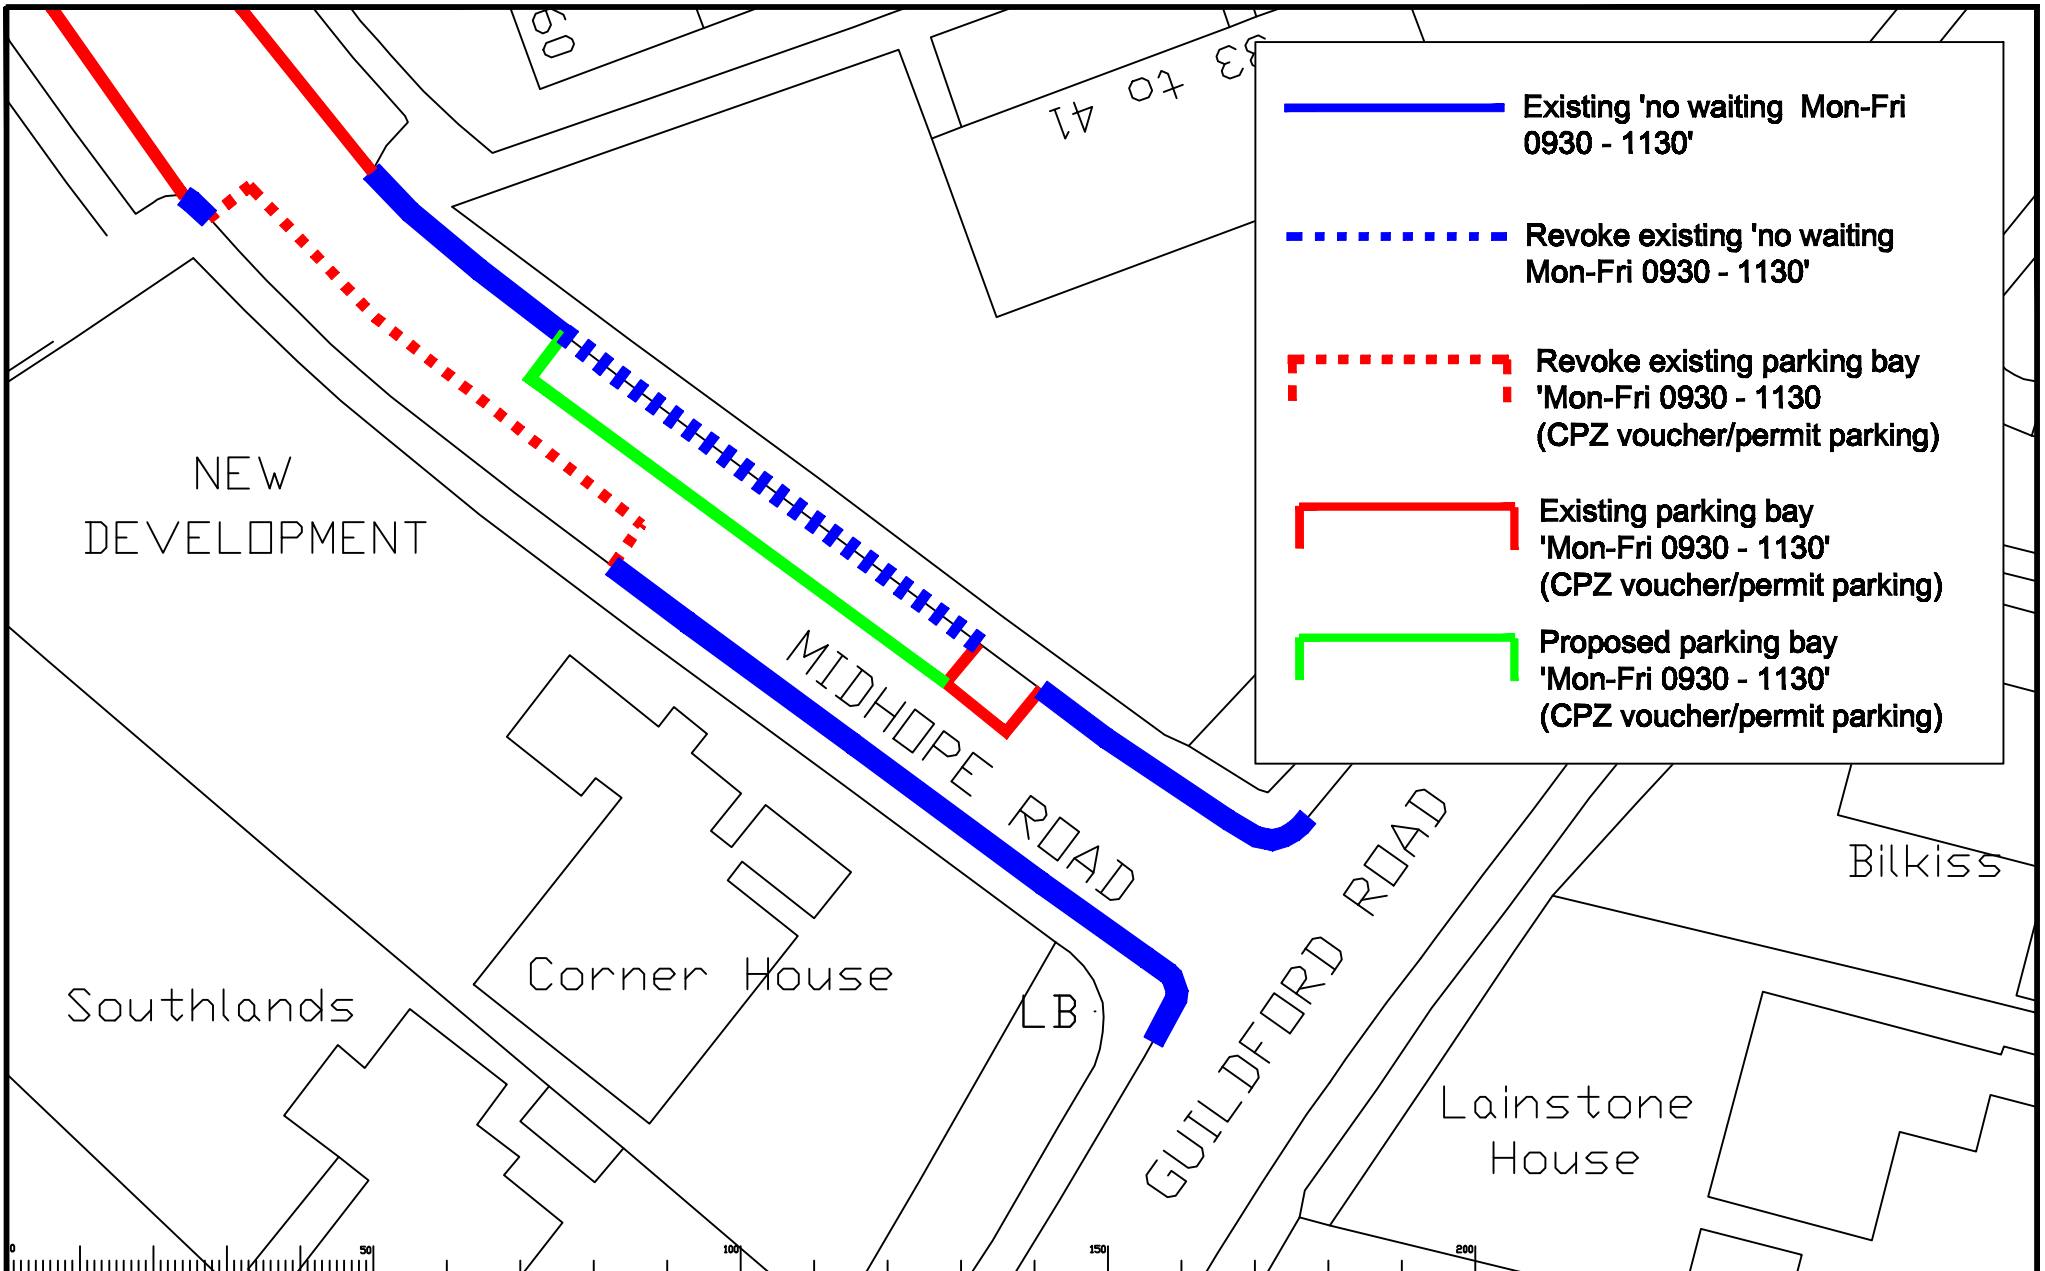 60
33 to 41
Existing 'no waiting Mon-Fri
0930 - 1130'
Revoke existing 'no waiting
Mon-Fri 0930 - 1130'
Revoke existing parking bay
'Mon-Fri 0930 - 1130
(CPZ voucher/permit parking)
Existing parking bay
'Mon-Fri 0930 - 1130'
(CPZ voucher/permit parking)
Proposed parking bay
'Mon-Fri 0930 - 1130'
(CPZ voucher/permit parking)
NEW
DEVELOPMENT
MIDHOPE ROAD
GUILDFORD ROAD
Bilkiss
Corner House
Southlands
LB
Lainstone
House
0 50 100 150 200